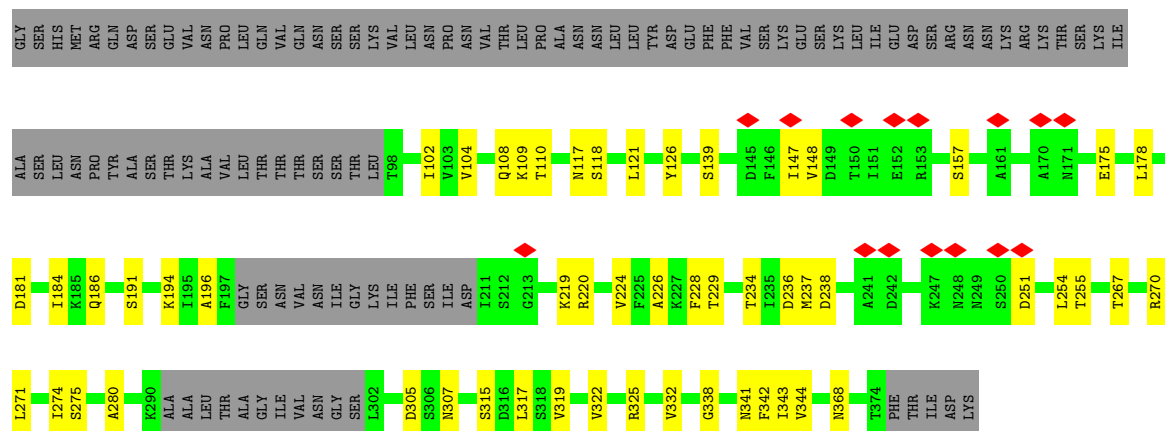 GLY SER HIS MET ARG GLN ASP SER GLU VAL ASN PRO LEU GLN VAL GLN ASN SER SER LYS VAL LEU ASN PRO ASN VAL THR LEU PRO ALA ASN ASN LEU LEU TYR ASP GLU PHE PHE VAL SER LYS GLU SER LYS LEU ILE GLU ASP SER ARG ASN ASN LYS ARG LYS THR SER LYS ILE
ALA SER LEU ASN PRO TYR ALA SER THR LYS ALA VAL LEU THR THR THR SER SER THR LEU T98 I102 V103 V104 Q108 K109 T110 N117 S118 L121 Y126 S139 D145 F146 I147 V148 D149 T150 I151 E152 R153 S157 A161 A170 N171 E175 L178
D181 I184 K185 Q186 S191 K194 I195 A196 F197 GLY SER ASN VAL ASN ILE GLY LYS ILE PHE SER ILE ASP I211 S212 G213 K219 R220 V224 F225 A226 K227 F228 T229 T234 I235 D236 M237 D238 A241 D242 K247 N248 N249 S250 D251 L254 T255 T267 R270
L271 I274 S275 A280 K290 ALA ALA LEU THR ALA GLY ILE VAL ASN GLY SER L302 D305 S306 N307 S315 D316 L317 S318 V319 V322 R325 V332 G338 N341 F342 I343 V344 N368 T374 PHE THR ILE ASP LYS